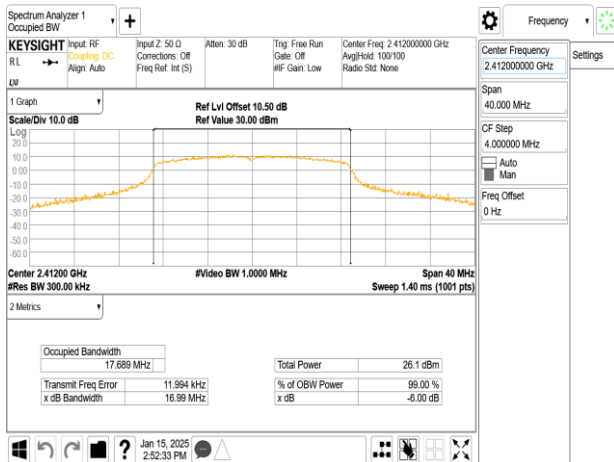 Spectrum Analyzer 1
Occupied BW
Frequency
KEYSIGHT
RL
Input: RF
Coupling: DC
Align: Auto
Input Z: 50 Ω
Corrections: Off
Freq Ref: Int (S)
Atten: 30 dB
Trig: Free Run
Gate: Off
#IF Gain: Low
Center Freq: 2.412000000 GHz
Avg|Hold: 100/100
Radio Std: None
LXI
1 Graph
Scale/Div 10.0 dB
Ref Lvl Offset 10.50 dB
Ref Value 30.00 dBm
Log
20.0
10.0
0.00
-10.0
-20.0
-30.0
-40.0
-50.0
-60.0
Center 2.41200 GHz
#Res BW 300.00 kHz
#Video BW 1.0000 MHz
Span 40 MHz
Sweep 1.40 ms (1001 pts)
2 Metrics
Occupied Bandwidth
17.689 MHz
Transmit Freq Error 11.994 kHz
x dB Bandwidth 16.99 MHz
Total Power 26.1 dBm
% of OBW Power 99.00 %
x dB -6.00 dB
Center Frequency
2.412000000 GHz
Settings
Span
40.000 MHz
CF Step
4.000000 MHz
Auto
Man
Freq Offset
0 Hz
?
Jan 15, 2025
2:52:33 PM